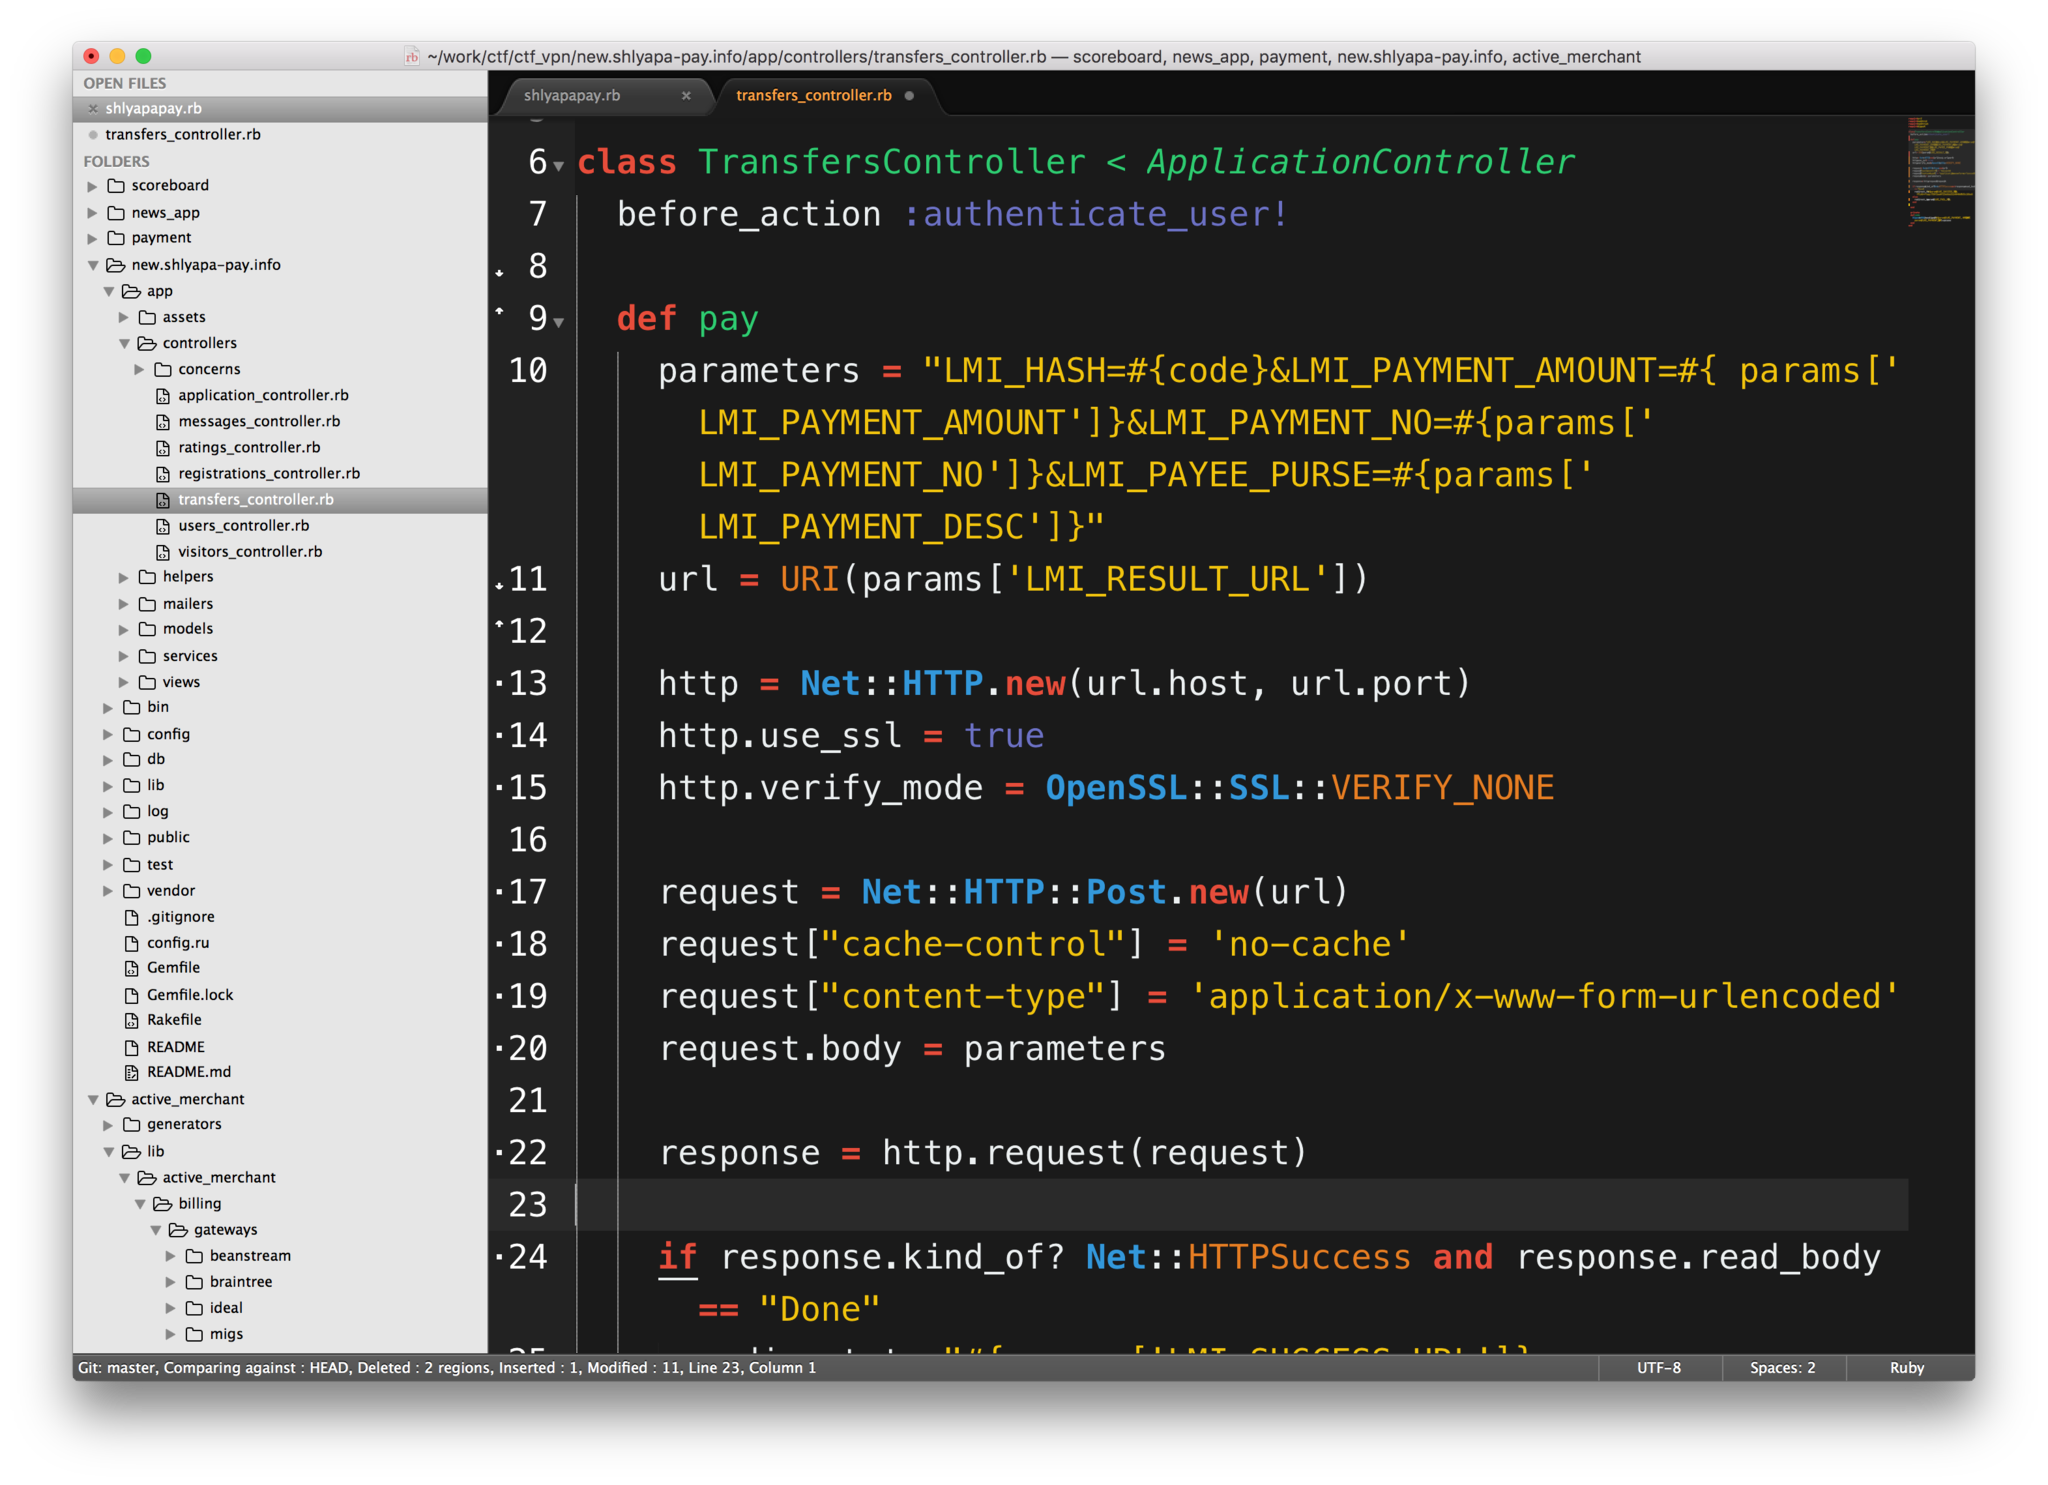 ~/work/ctf/ctf_vpn/new.shlyapa-pay.info/app/controllers/transfers_controller.rb — scoreboard, news_app, payment, new.shlyapa-pay.info, active_merchant
OPEN FILES
shlyapapay.rb
transfers_controller.rb
FOLDERS
scoreboard
news_app
payment
new.shlyapa-pay.info
app
assets
controllers
concerns
application_controller.rb
messages_controller.rb
ratings_controller.rb
registrations_controller.rb
transfers_controller.rb
users_controller.rb
visitors_controller.rb
helpers
mailers
models
services
views
bin
config
db
lib
log
public
test
vendor
.gitignore
config.ru
Gemfile
Gemfile.lock
Rakefile
README
README.md
active_merchant
generators
lib
active_merchant
billing
gateways
beanstream
braintree
ideal
migs
shlyapapay.rb
transfers_controller.rb
6 class TransfersController < ApplicationController
7 before_action :authenticate_user!
8
9 def pay
10 parameters = "LMI_HASH=#{code}&LMI_PAYMENT_AMOUNT=#{ params['
LMI_PAYMENT_AMOUNT']}&LMI_PAYMENT_NO=#{params['
LMI_PAYMENT_NO']}&LMI_PAYEE_PURSE=#{params['
LMI_PAYMENT_DESC']}"
11 url = URI(params['LMI_RESULT_URL'])
12
13 http = Net::HTTP.new(url.host, url.port)
14 http.use_ssl = true
15 http.verify_mode = OpenSSL::SSL::VERIFY_NONE
16
17 request = Net::HTTP::Post.new(url)
18 request["cache-control"] = 'no-cache'
19 request["content-type"] = 'application/x-www-form-urlencoded'
20 request.body = parameters
21
22 response = http.request(request)
23
24 if response.kind_of? Net::HTTPSuccess and response.read_body
== "Done"
Git: master, Comparing against : HEAD, Deleted : 2 regions, Inserted : 1, Modified : 11, Line 23, Column 1
UTF-8
Spaces: 2
Ruby